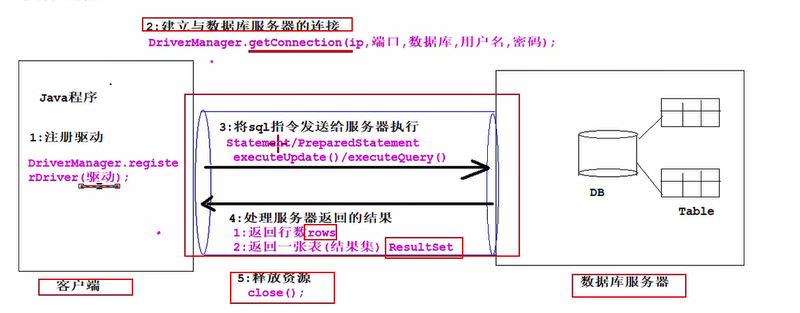 2:建立与数据库服务器的连接
DriverManager.getConnection(ip,端口,数据库,用户名,密码);
Java程序
1:注册驱动
DriverManager.registe
rDriver(驱动);
3:将sql指令发送给服务器执行
Statement/PreparedStatement
executeUpdate()/executeQuery()
4:处理服务器返回的结果
1:返回行数rows
2:返回一张表(结果集) ResultSet
5:释放资源
close();
DB
Table
客户端
数据库服务器